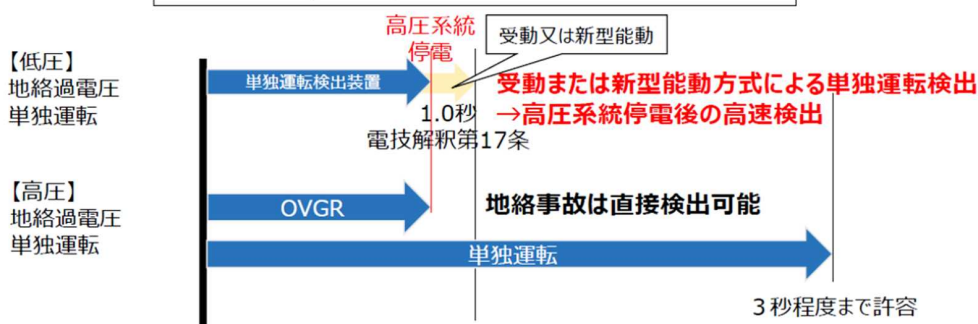 高圧系統
停電
受動又は新型能動
【低圧】
地絡過電圧
単独運転
単独運転検出装置
受動または新型能動方式による単独運転検出
→高圧系統停電後の高速検出
1.0秒
電技解釈第17条
【高圧】
地絡過電圧
単独運転
OVGR
地絡事故は直接検出可能
単独運転
3秒程度まで許容